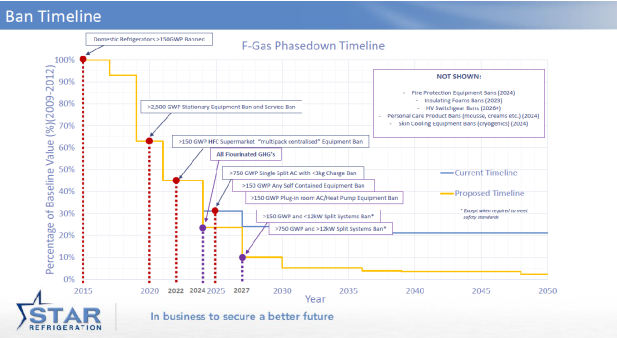 Ban Timeline
Domestic Refrigerators >150GWP Banned
F-Gas Phasedown Timeline
NOT SHOWN:
- Fire Protection Equipment Bans (2024)
- Insulating Foams Bans (2023)
- HV Switchgear Bans (2026+)
- Personal Care Product Bans (mousse, creams etc.) (2024)
- Skin Cooling Equipment Bans (cryogenics) (2024)
>2,500 GWP Stationary Equipment Ban and Service Ban
>150 GWP HFC Supermarket "multipack centralised" Equipment Ban
All Flourinated GHG's
>750 GWP Single Split AC with <3kg Charge Ban
>150 GWP Any Self Contained Equipment Ban
>150 GWP Plug-in room AC/Heat Pump Equipment Ban
>150 GWP and <12kW Split Systems Ban*
>750 GWP and >12kW Split Systems Ban*
Current Timeline
Proposed Timeline
* Except when required to meet
safety standards
Percentage of Baseline Value (%)(2009-2012)
100%
90%
80%
70%
60%
50%
40%
30%
20%
10%
0%
2015
2020
2022
2024
2025
2027
2030
2035
2040
2045
2050
Year
STAR
REFRIGERATION
In business to secure a better future